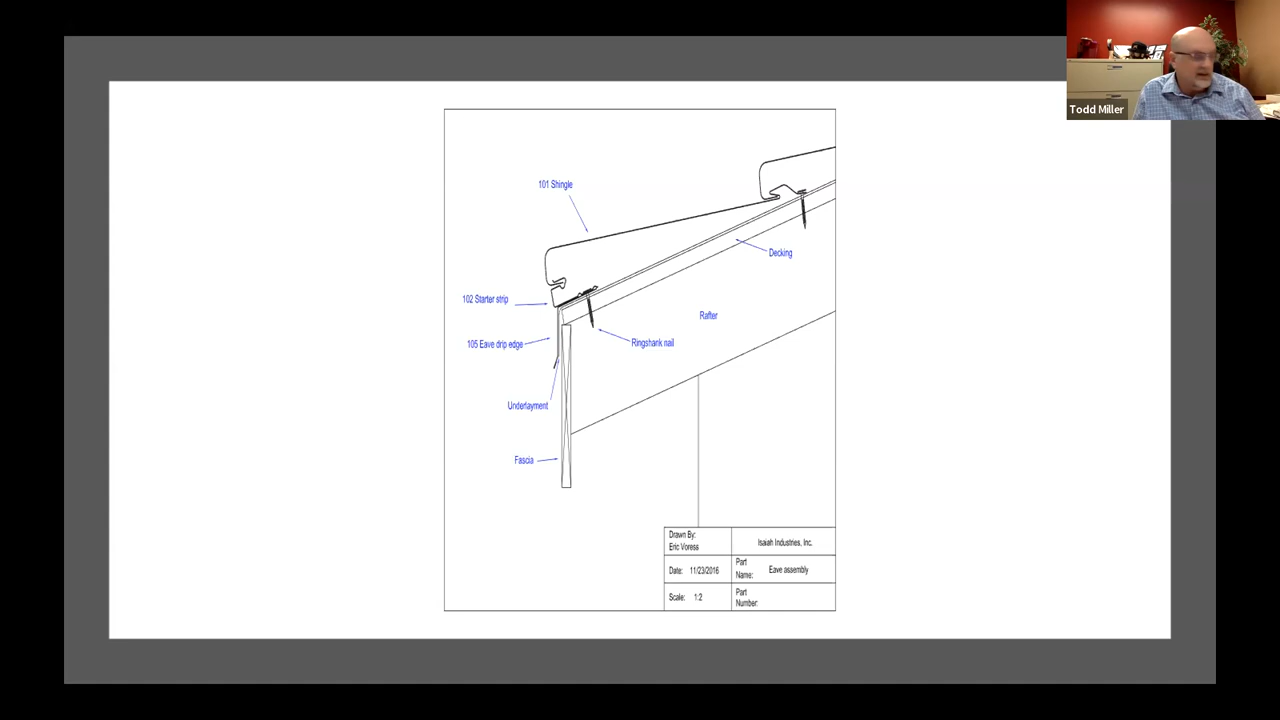 Todd Miller
101 Shingle
Decking
102 Starter strip
Rafter
105 Eave drip edge
Ringshank nail
Underlayment
Fascia
Drawn By:
Eric Voress
Isaiah Industries, Inc.
Date: 11/23/2016
Part
Name: Eave assembly
Scale: 1:2
Part
Number: